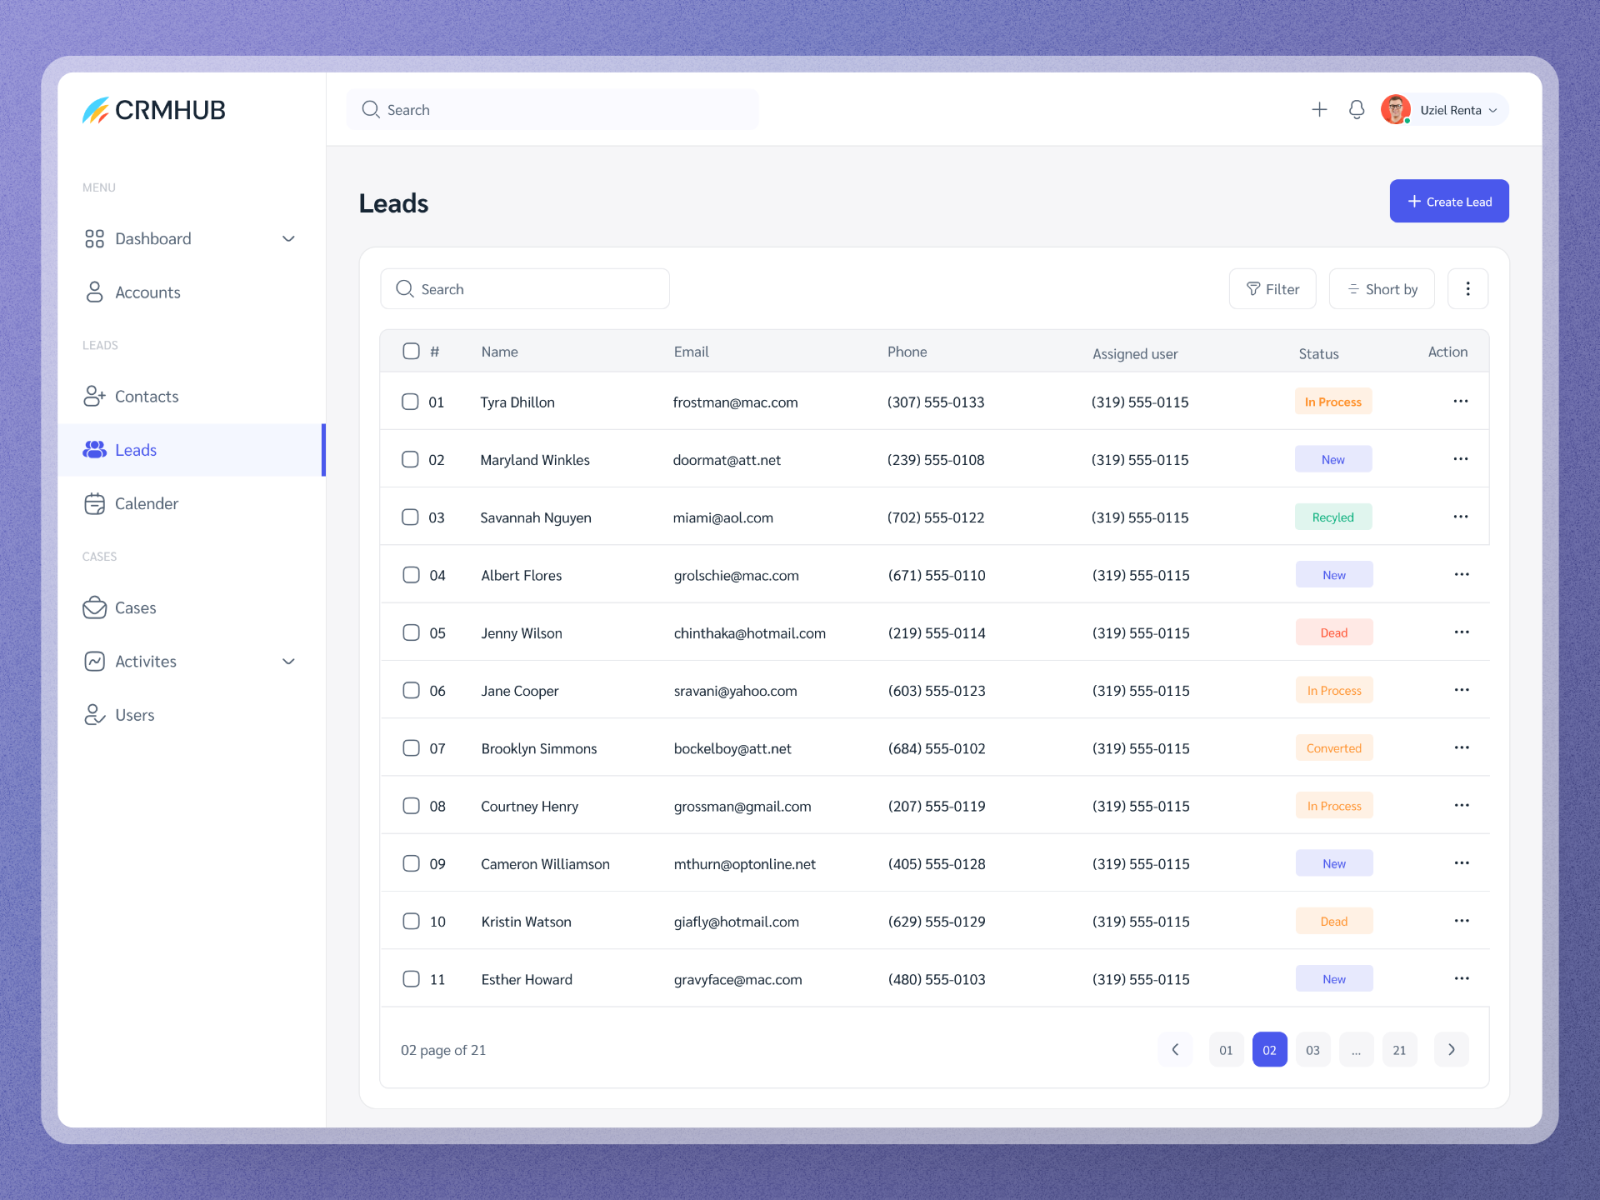 CRMHUB
Search
Uziel Renta
MENU
Dashboard
Accounts
LEADS
Contacts
Leads
Calender
CASES
Cases
Activites
Users
Leads
+ Create Lead
Search
Filter
Short by
# Name Email Phone Assigned user Status Action
01 Tyra Dhillon frostman@mac.com (307) 555-0133 (319) 555-0115 In Process ...
02 Maryland Winkles doormat@att.net (239) 555-0108 (319) 555-0115 New ...
03 Savannah Nguyen miami@aol.com (702) 555-0122 (319) 555-0115 Recyled ...
04 Albert Flores grolschie@mac.com (671) 555-0110 (319) 555-0115 New ...
05 Jenny Wilson chinthaka@hotmail.com (219) 555-0114 (319) 555-0115 Dead ...
06 Jane Cooper sravani@yahoo.com (603) 555-0123 (319) 555-0115 In Process ...
07 Brooklyn Simmons bockelboy@att.net (684) 555-0102 (319) 555-0115 Converted ...
08 Courtney Henry grossman@gmail.com (207) 555-0119 (319) 555-0115 In Process ...
09 Cameron Williamson mthurn@optonline.net (405) 555-0128 (319) 555-0115 New ...
10 Kristin Watson giafly@hotmail.com (629) 555-0129 (319) 555-0115 Dead ...
11 Esther Howard gravyface@mac.com (480) 555-0103 (319) 555-0115 New ...
02 page of 21
01 02 03 ... 21